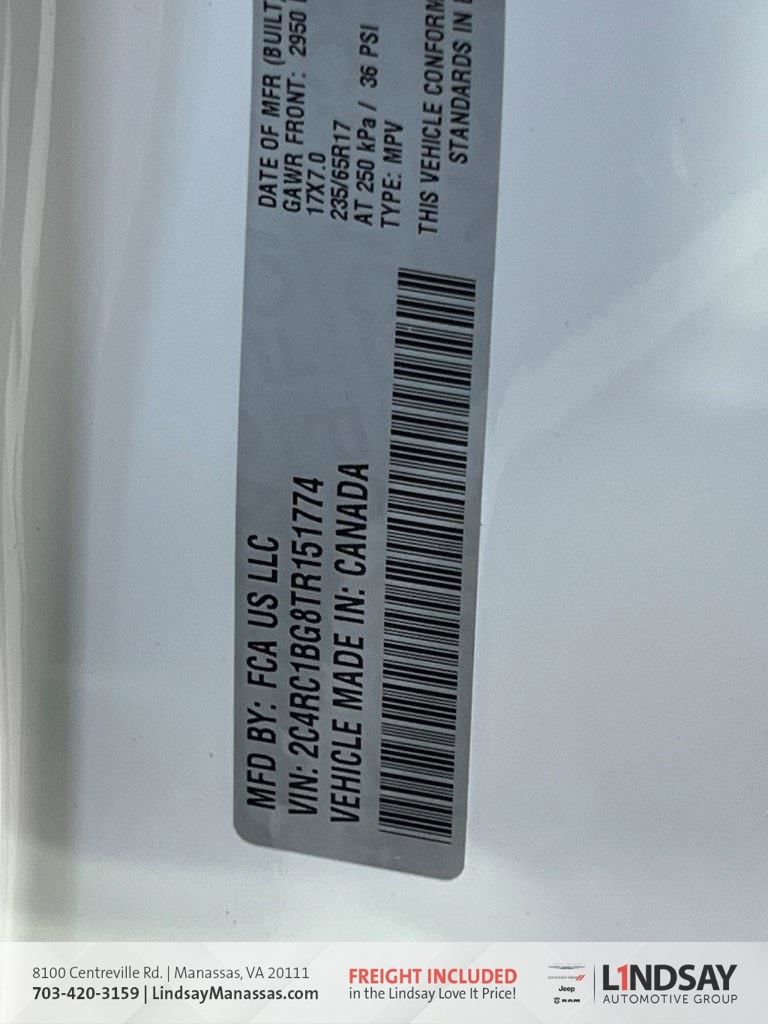 MFD BY: FCA US LLC
VIN: 2C4RC1BG8TR151774
VEHICLE MADE IN: CANADA
DATE OF MFR (BUILT)
GAWR FRONT: 2950
17X7.0
235/65R17
AT 250 kPa / 36 PSI
TYPE: MPV
THIS VEHICLE CONFORM
STANDARDS IN
8100 Centreville Rd. | Manassas, VA 20111
703-420-3159 | LindsayManassas.com
FREIGHT INCLUDED
in the Lindsay Love It Price!
Jeep
RAM
L1NDSAY
AUTOMOTIVE GROUP